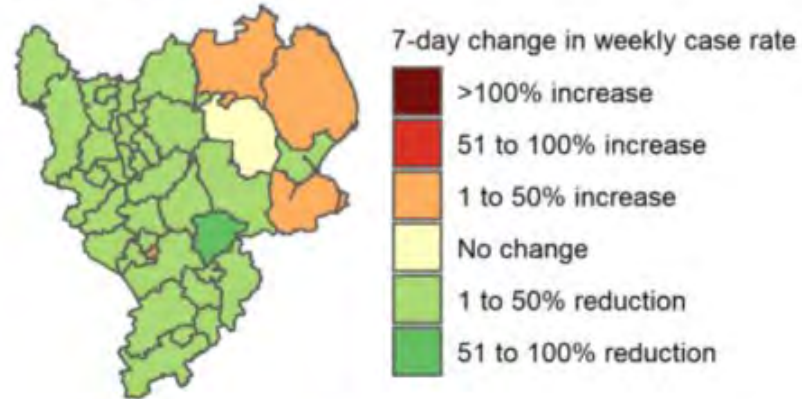 7-day change in weekly case rate
>100% increase
51 to 100% increase
1 to 50% increase
No change
1 to 50% reduction
51 to 100% reduction